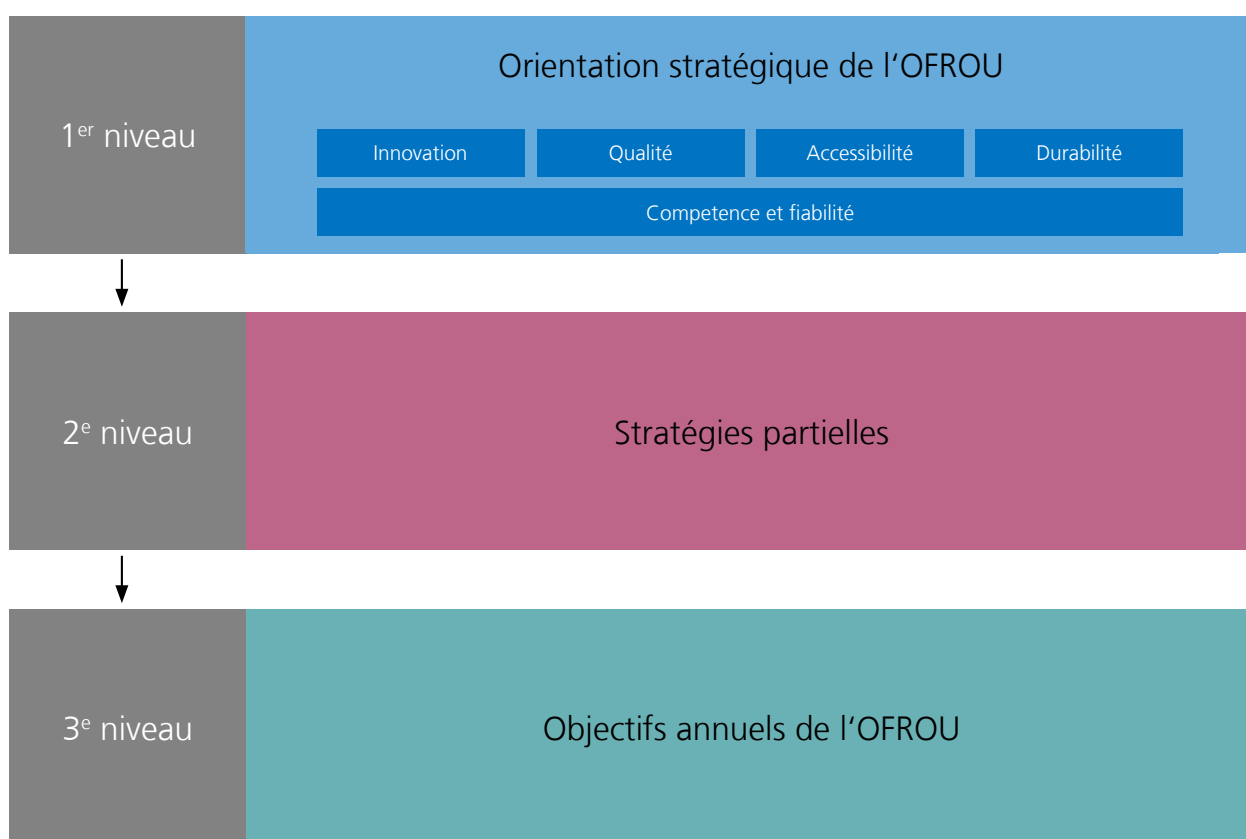 Orientation stratégique de l‘OFROU
1er niveau
Innovation
Qualité
Accessibilité
Durabilité
Competence et fiabilité
2e niveau
Stratégies partielles
3e niveau
Objectifs annuels de l‘OFROU